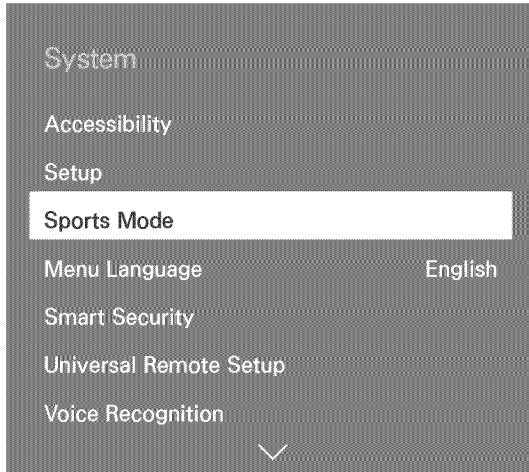 System
Accessibility
Setup
Sports Mode
Menu Language English
Smart Security
Universal Remote Setup
Voice Recognition